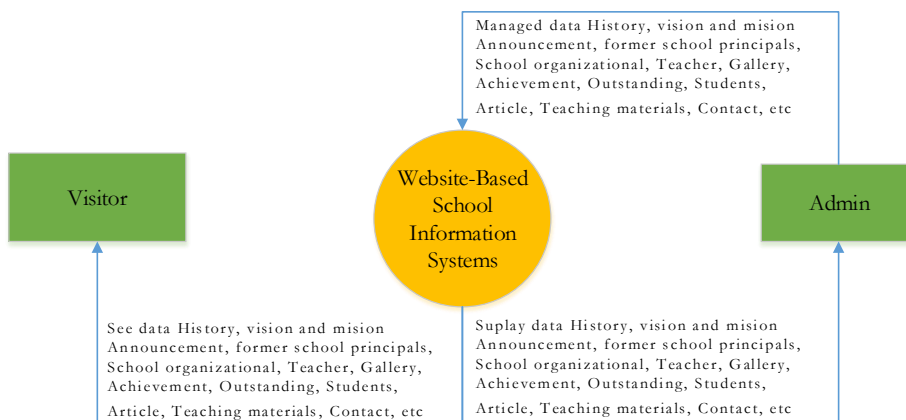 Managed data History, vision and mision
Announcement, former school principals,
School organizational, Teacher, Gallery,
Achievement, Outstanding, Students,
Article, Teaching materials, Contact, etc
Visitor
Website-Based
School
Information
Systems
Admin
See data History, vision and mision
Announcement, former school principals,
School organizational, Teacher, Gallery,
Achievement, Outstanding, Students,
Article, Teaching materials, Contact, etc
Suplay data History, vision and mision
Announcement, former school principals,
School organizational, Teacher, Gallery,
Achievement, Outstanding, Students,
Article, Teaching materials, Contact, etc